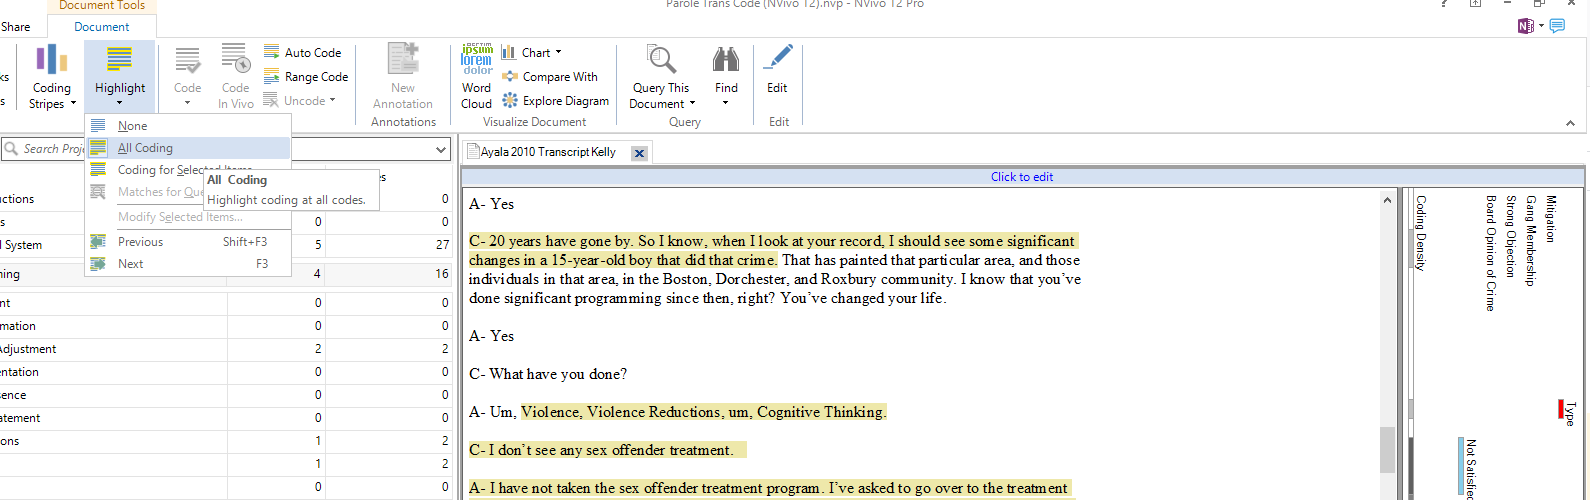 Document Tools
Parole Trans Code (NVivo 12).nvp - NVivo 12 Pro
?
Share
Document
Coding Stripes
Highlight
Code
Code In Vivo
Auto Code
Range Code
Uncode
New Annotation
Annotations
Word Cloud
Chart
Compare With
Explore Diagram
Visualize Document
Query This Document
Find
Query
Edit
Edit
None
All Coding
Coding for Selected Items
Matches for Que
Modify Selected Items...
Previous Shift+F3
Next F3
All Coding
Highlight coding at all codes.
Search Proje
es
uctions 0
s 0 0
l System 5 27
ning 4 16
nt 0 0
mation 0 0
Adjustment 2 2
entation 0 0
sence 0 0
atement 0 0
ions 1 2
1 2
0 0
Ayala 2010 Transcript Kelly
Click to edit
A- Yes
C- 20 years have gone by. So I know, when I look at your record, I should see some significant
changes in a 15-year-old boy that did that crime. That has painted that particular area, and those
individuals in that area, in the Boston, Dorchester, and Roxbury community. I know that you’ve
done significant programming since then, right? You’ve changed your life.
A- Yes
C- What have you done?
A- Um, Violence, Violence Reductions, um, Cognitive Thinking.
C- I don’t see any sex offender treatment.
A- I have not taken the sex offender treatment program. I’ve asked to go over to the treatment
Coding Density
Board Opinion of Crime
Strong Objection
Gang Membership
Mitigation
Type
Not Satisfied